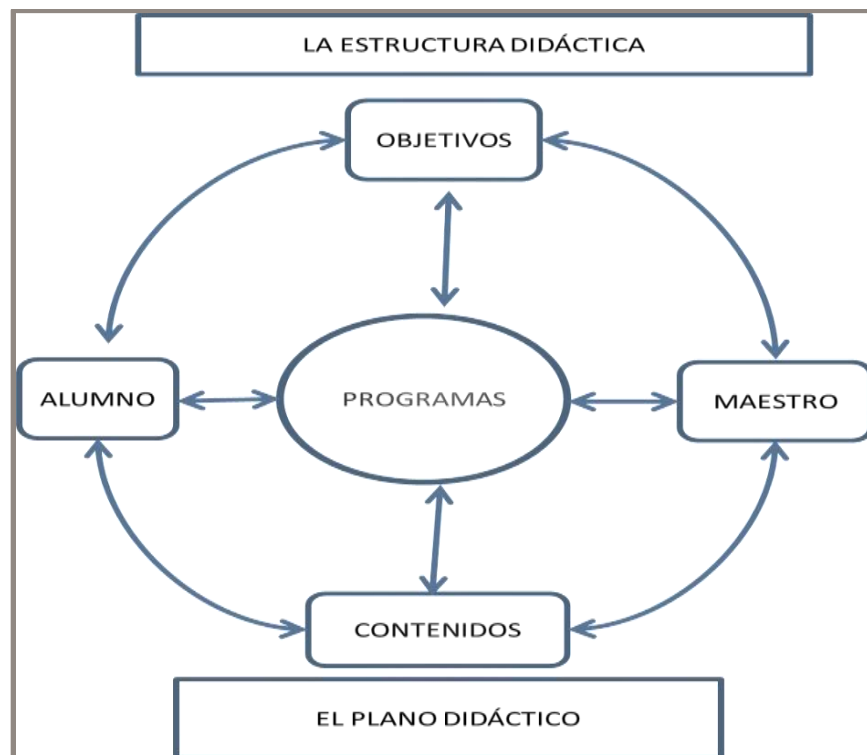 LA ESTRUCTURA DIDÁCTICA
OBJETIVOS
ALUMNO
PROGRAMAS
MAESTRO
CONTENIDOS
EL PLANO DIDÁCTICO